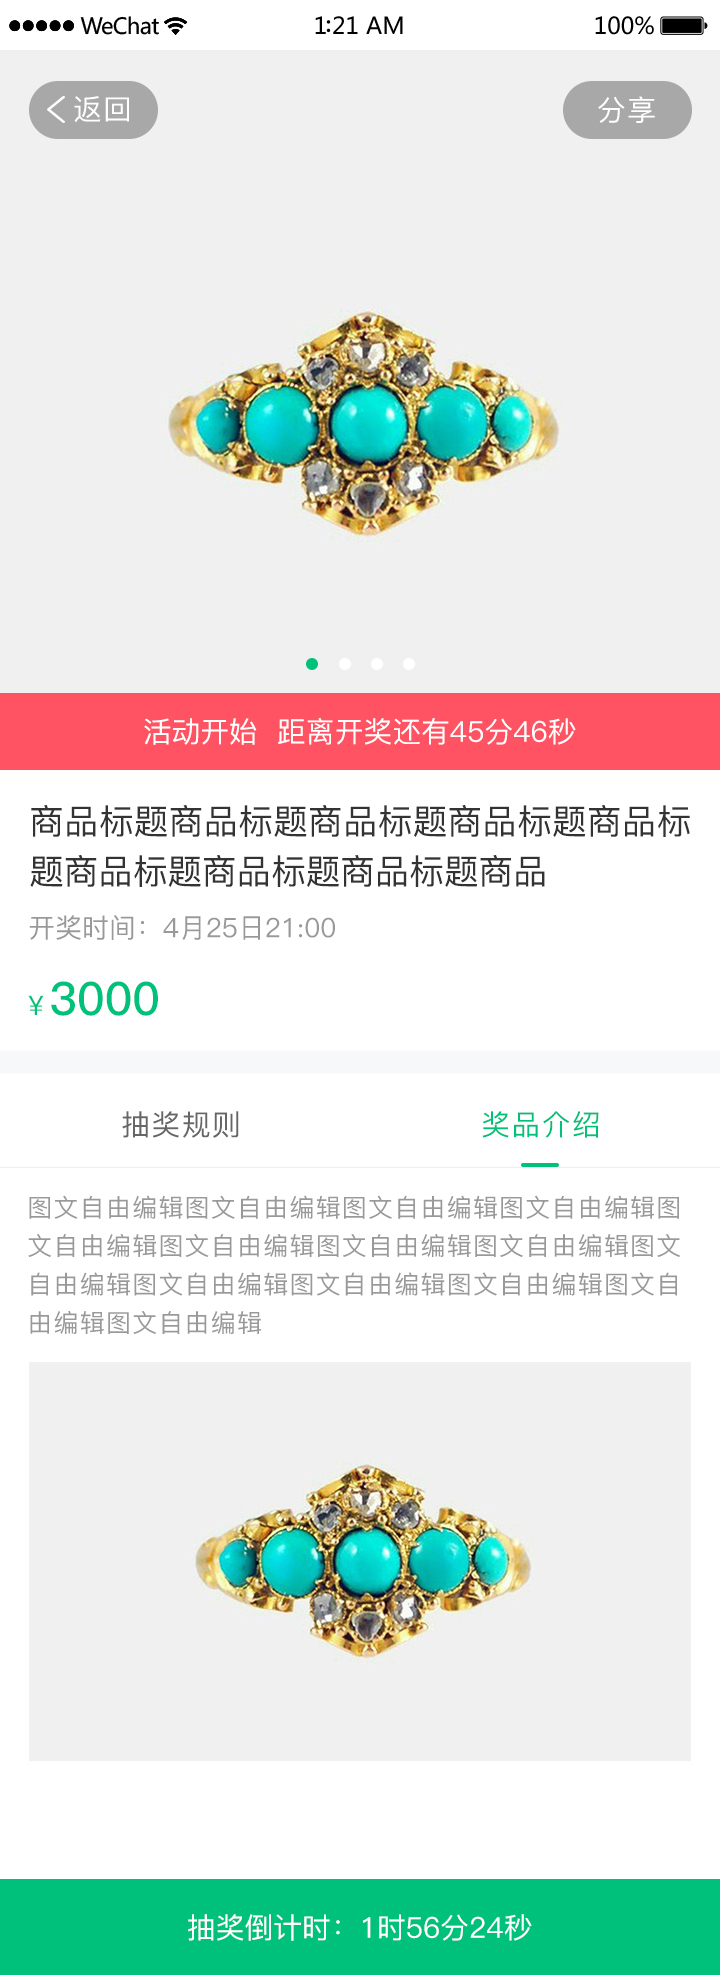 WeChat 1:21 AM 100%
返回 分享
活动开始 距离开奖还有45分46秒
商品标题商品标题商品标题商品标题商品标
题商品标题商品标题商品标题商品
开奖时间：4月25日21:00
¥3000
抽奖规则 奖品介绍
图文自由编辑图文自由编辑图文自由编辑图文自由编辑图
文自由编辑图文自由编辑图文自由编辑图文自由编辑图文
自由编辑图文自由编辑图文自由编辑图文自由编辑图文自
由编辑图文自由编辑
抽奖倒计时：1时56分24秒